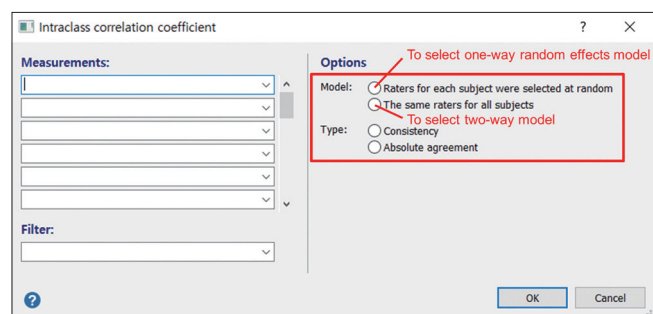 Intraclass correlation coefficient
? ×
Measurements:
Filter:
Options
To select one-way random effects model
Model: Raters for each subject were selected at random
The same raters for all subjects
To select two-way model
Type: Consistency
Absolute agreement
?
OK Cancel